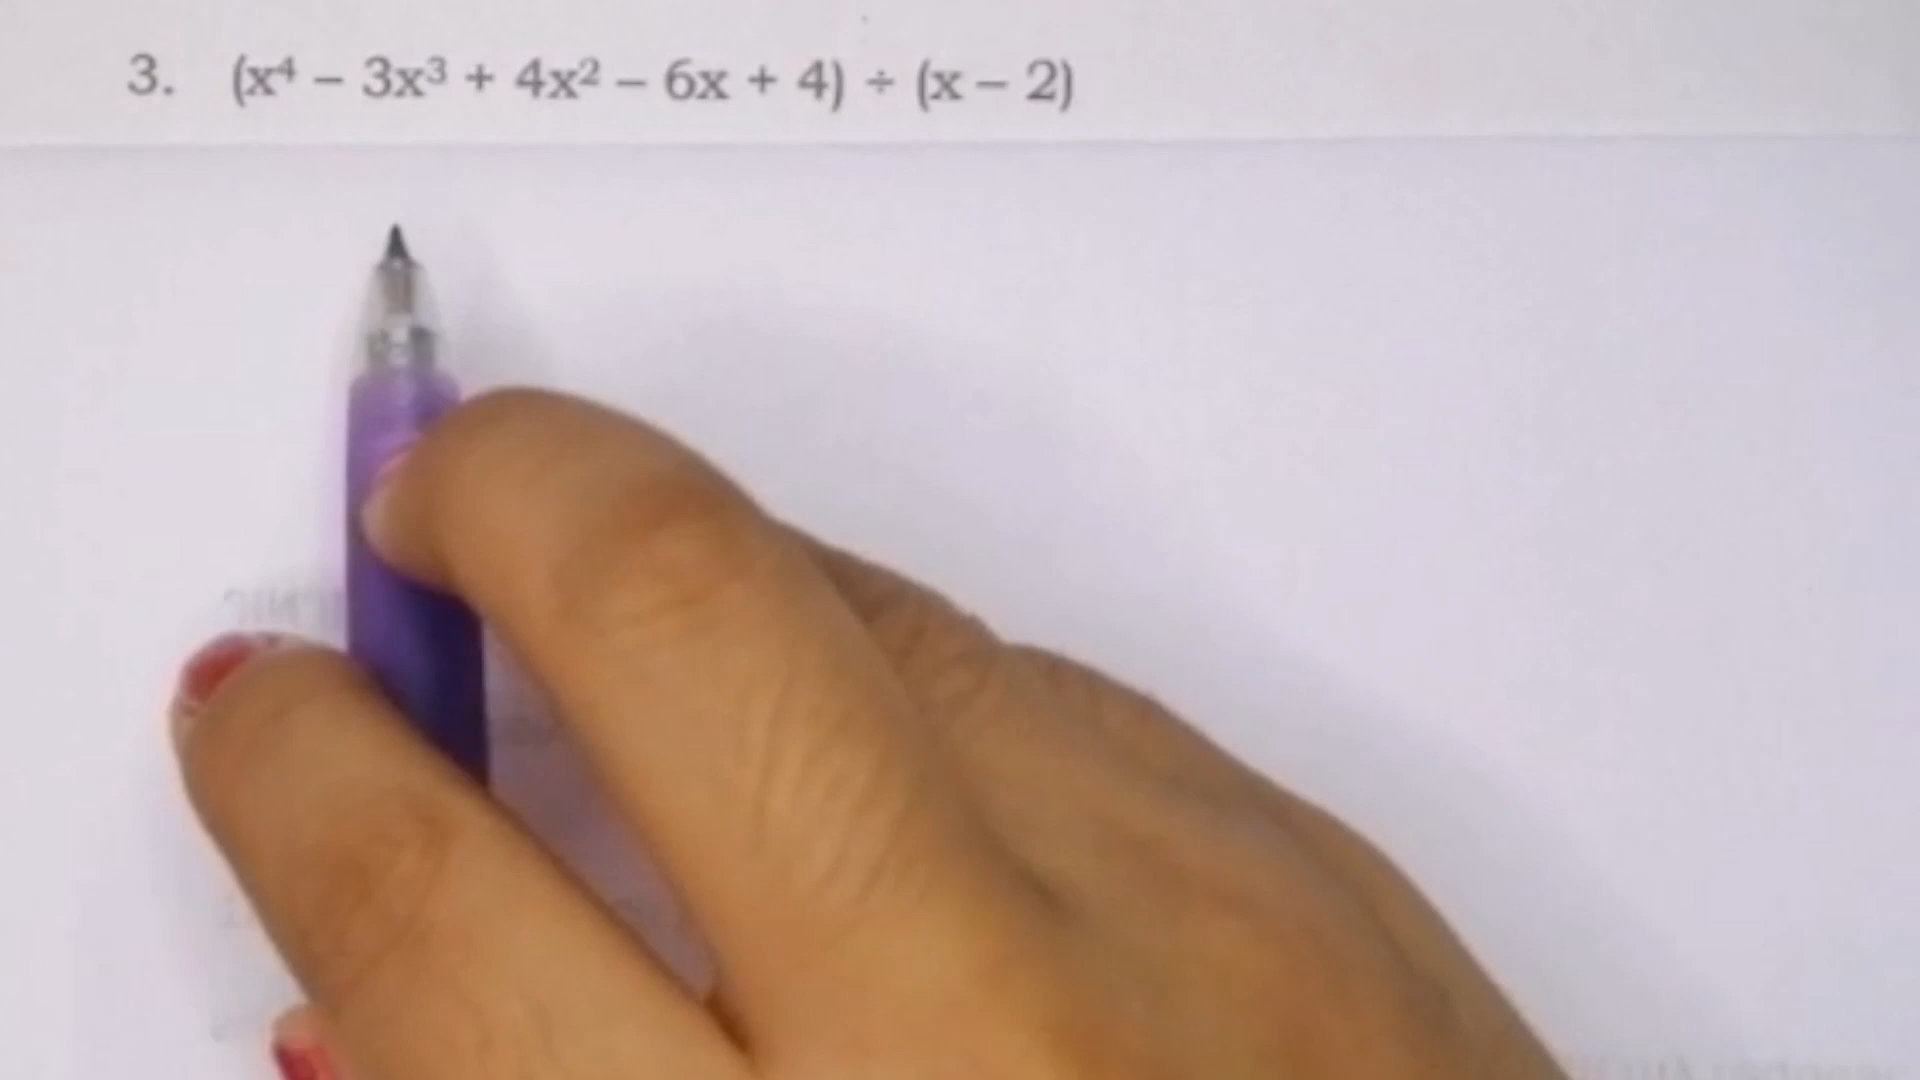 3. (x⁴ – 3x³ + 4x² – 6x + 4) ÷ (x – 2)